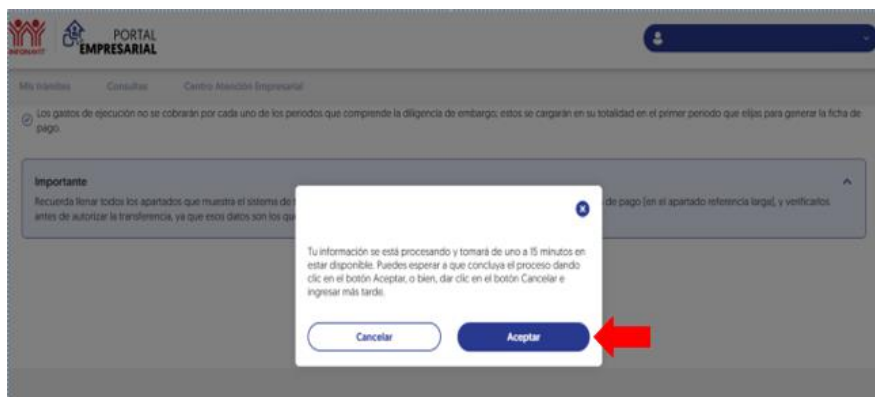 INFONAVIT
PORTAL
EMPRESARIAL
Mis trámites Consultas Centro Atención Empresarial
Los gastos de ejecución no se cobrarán por cada uno de los periodos que comprende la diligencia de embargo; estos se cargarán en su totalidad en el primer periodo que elijas para generar la ficha de
pago.
Importante
Recuerda llenar todos los apartados que muestra el sistema de de pago [en el apartado referencia larga], y verificarlos
antes de autorizar la transferencia, ya que esos datos son los que
Tu información se está procesando y tomará de uno a 15 minutos en
estar disponible. Puedes esperar a que concluya el proceso dando
clic en el botón Aceptar, o bien, dar clic en el botón Cancelar e
ingresar más tarde.
Cancelar Aceptar